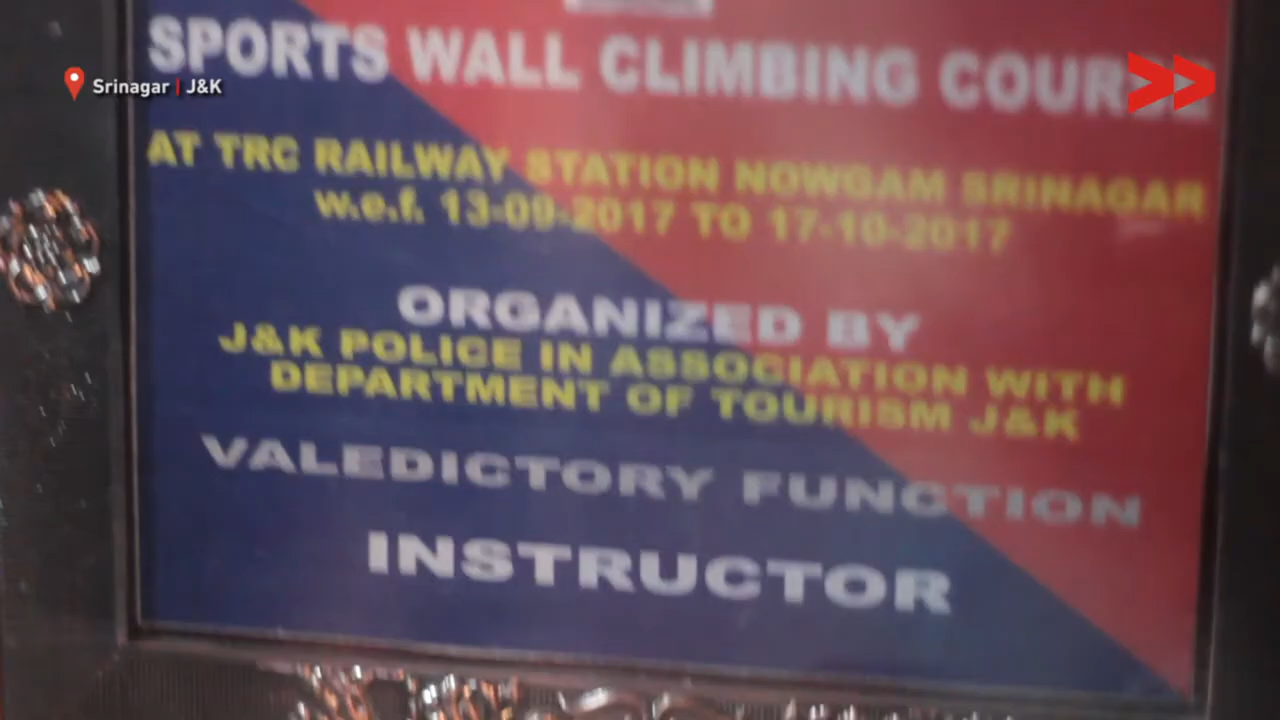 SPORTS WALL CLIMBING COURSE
Srinagar | J&K
AT TRC RAILWAY STATION NOWGAM SRINAGAR
w.e.f. 13-09-2017 TO 17-10-2017
ORGANIZED BY
J&K POLICE IN ASSOCIATION WITH
DEPARTMENT OF TOURISM J&K
VALEDICTORY FUNCTION
INSTRUCTOR